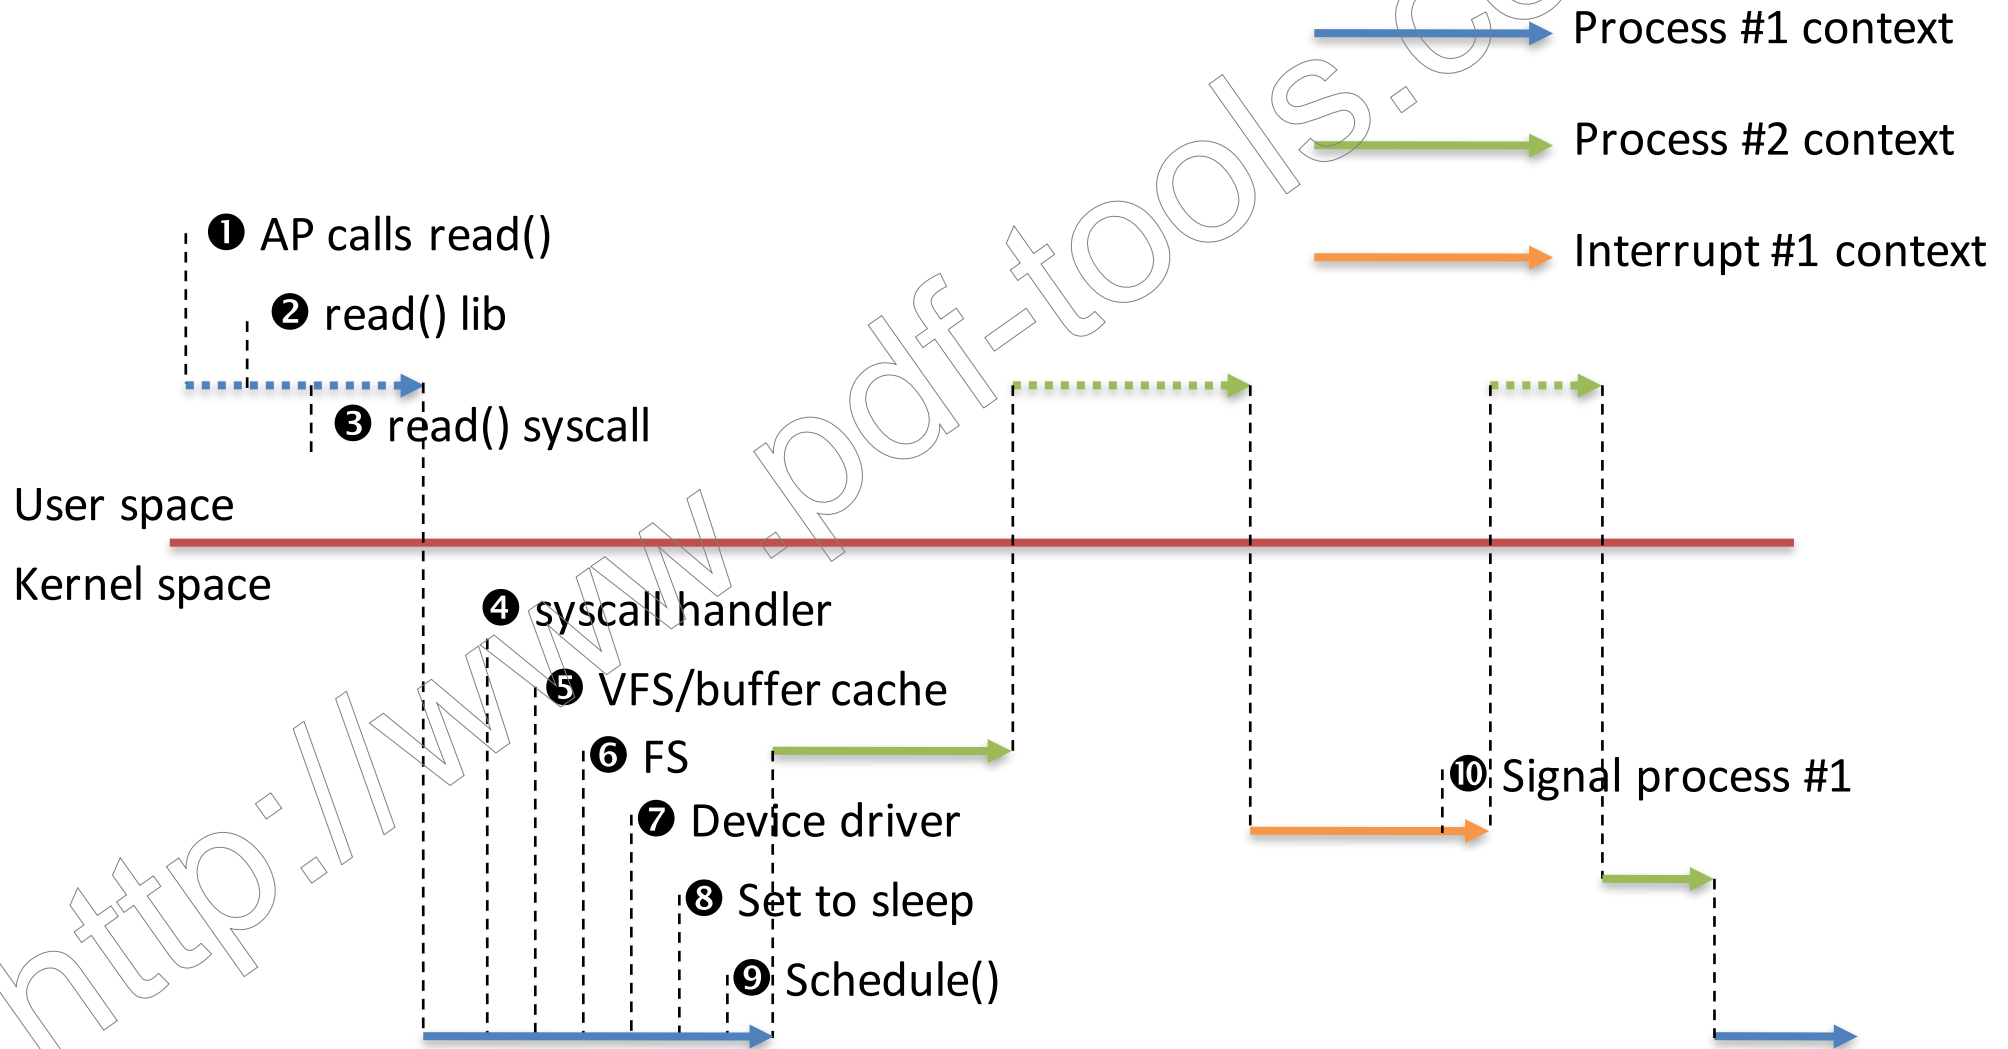 Process #1 context
Process #2 context
Interrupt #1 context
❶ AP calls read()
❷ read() lib
❸ read() syscall
User space
Kernel space
❹ syscall handler
❺ VFS/buffer cache
❻ FS
❼ Device driver
❽ Set to sleep
❾ Schedule()
❿ Signal process #1
http://www.pdf-tools.co